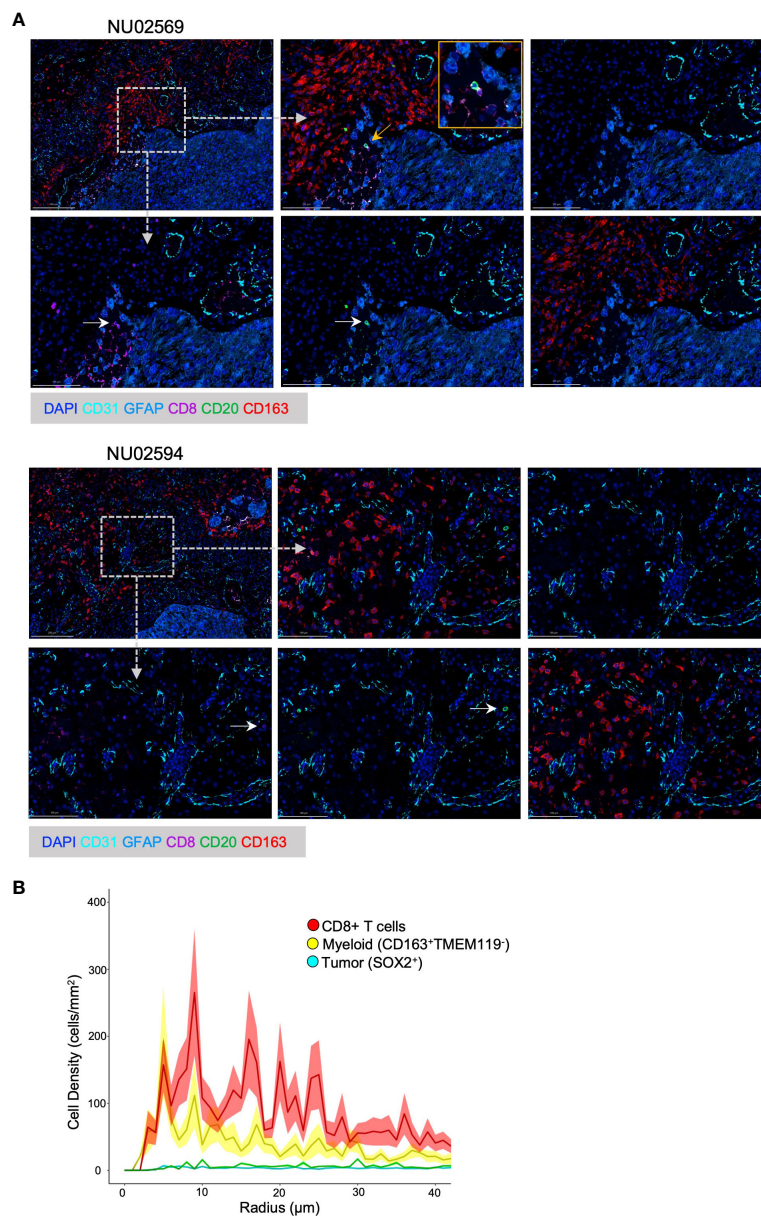 A
NU02569
DAPI CD31 GFAP CD8 CD20 CD163
NU02594
DAPI CD31 GFAP CD8 CD20 CD163
B
400
300
200
100
0
Cell Density (cells/mm²)
CD8+ T cells
Myeloid (CD163⁺TMEM119⁻)
Tumor (SOX2⁺)
0 10 20 30 40
Radius (µm)